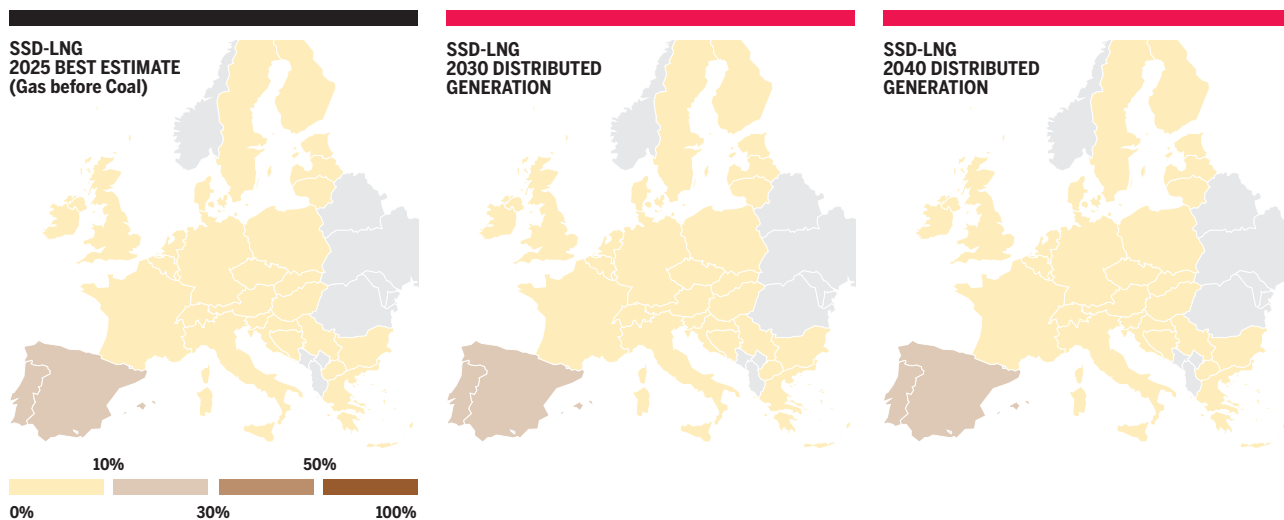 SSD-LNG
2025 BEST ESTIMATE
(Gas before Coal)
SSD-LNG
2030 DISTRIBUTED
GENERATION
SSD-LNG
2040 DISTRIBUTED
GENERATION
10% 50%
0% 30% 100%